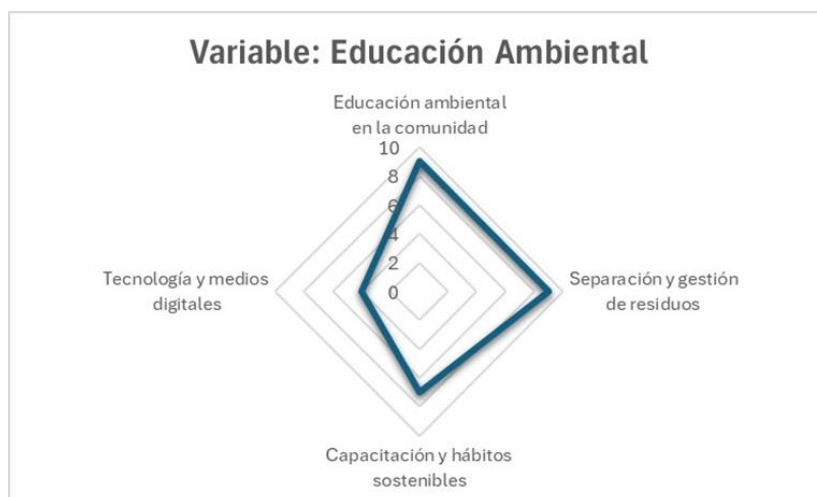 Variable: Educación Ambiental
Educación ambiental
en la comunidad
10
8
6
4
2
0
Tecnología y medios
digitales
Separación y gestión
de residuos
Capacitación y hábitos
sostenibles